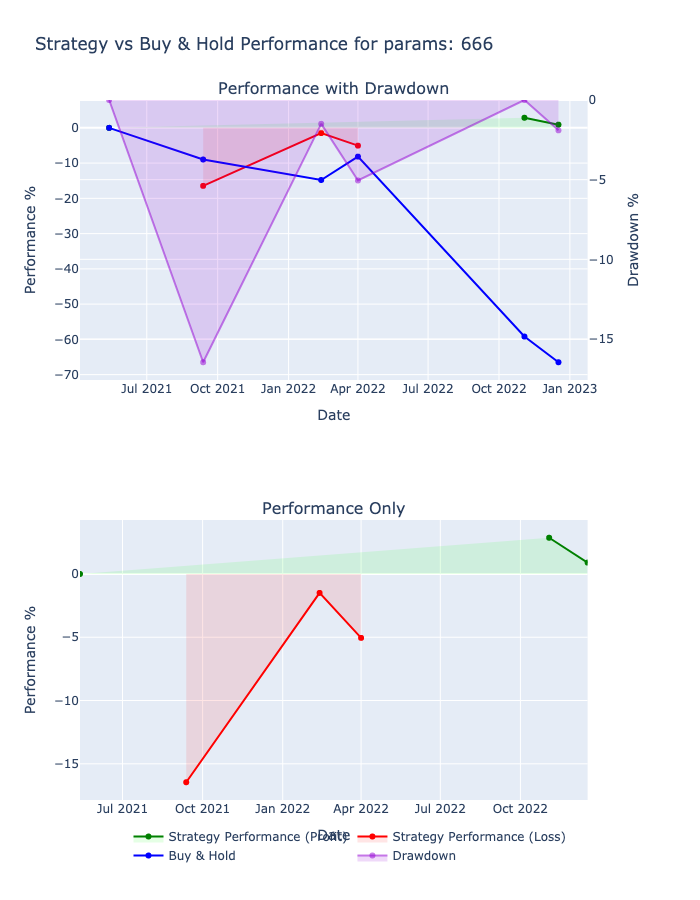 Strategy vs Buy & Hold Performance for params: 666
Performance with Drawdown
0
−10
−20
−30
−40
−50
−60
−70
Performance %
0
−5
−10
−15
Drawdown %
Jul 2021 Oct 2021 Jan 2022 Apr 2022 Jul 2022 Oct 2022 Jan 2023
Date
Performance Only
0
−5
−10
−15
Performance %
Jul 2021 Oct 2021 Jan 2022 Apr 2022 Jul 2022 Oct 2022
Date
Strategy Performance (Profit) Strategy Performance (Loss)
Buy & Hold Drawdown